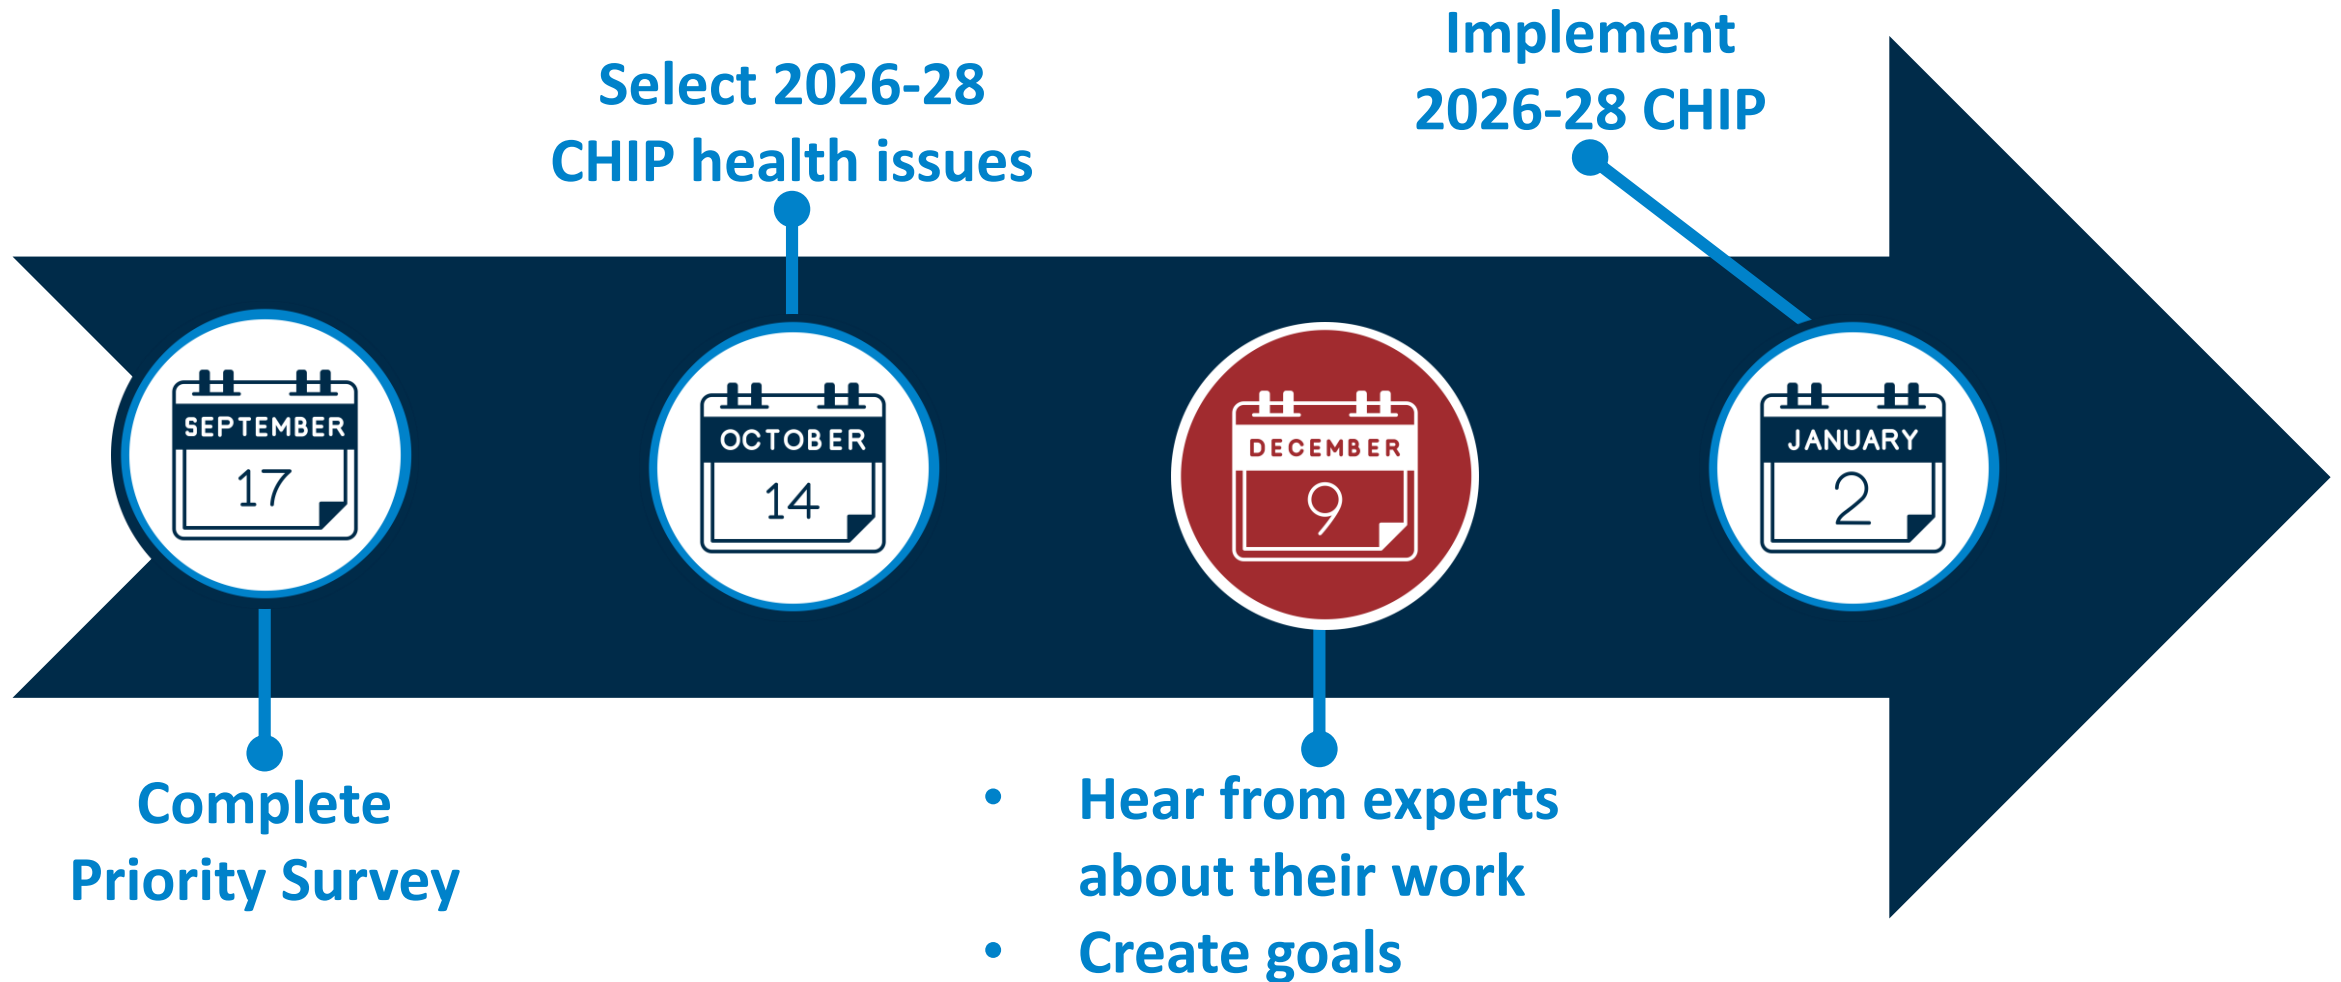 Implement
2026-28 CHIP
Select 2026-28
CHIP health issues
SEPTEMBER
17
OCTOBER
14
DECEMBER
9
JANUARY
2
Complete
Priority Survey
• Hear from experts
about their work
• Create goals